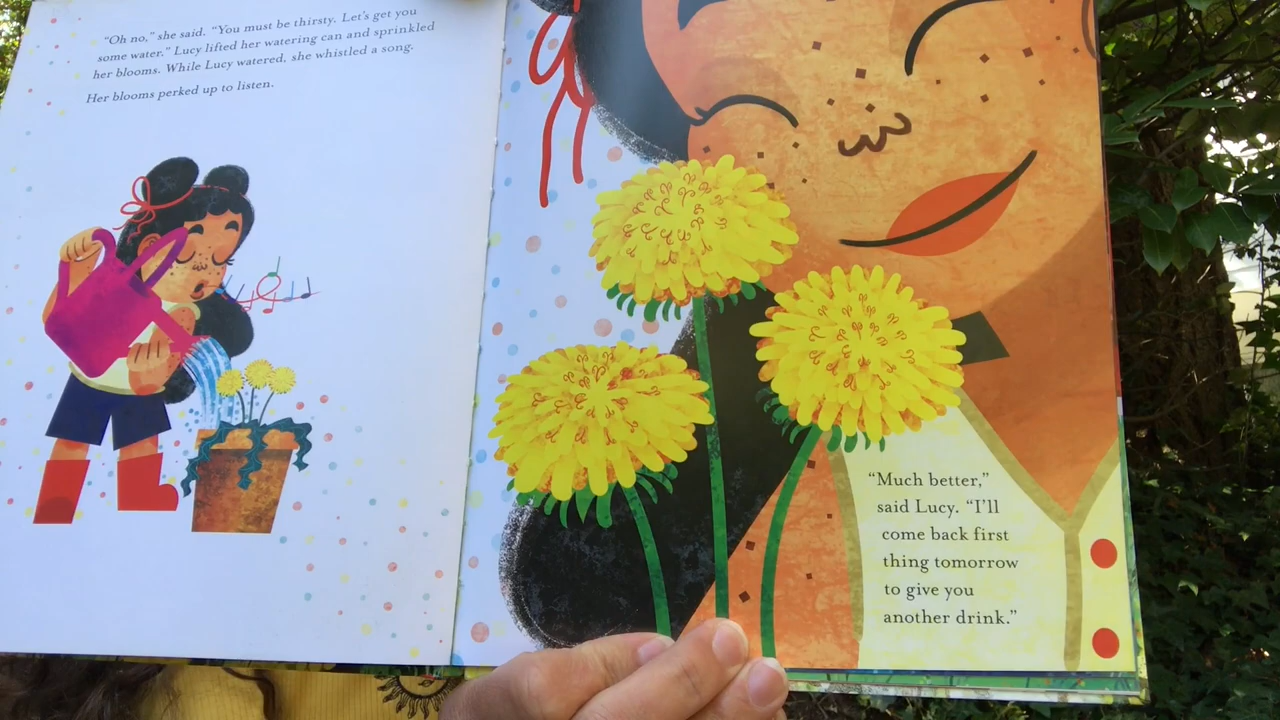 “Oh no,” she said. “You must be thirsty. Let’s get you
some water.” Lucy lifted her watering can and sprinkled
her blooms. While Lucy watered, she whistled a song.
Her blooms perked up to listen.
“Much better,”
said Lucy. “I’ll
come back first
thing tomorrow
to give you
another drink.”